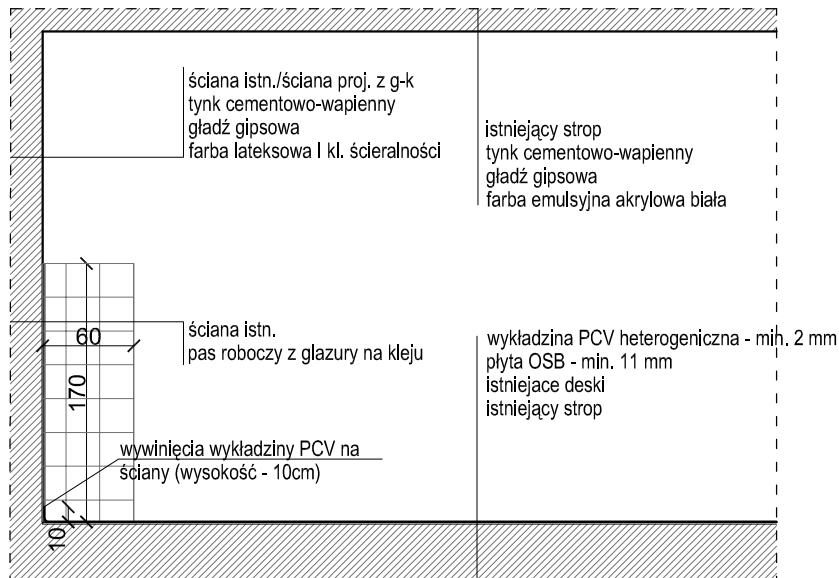 ściana istn./ściana proj. z g-k
tynk cementowo-wapienny
gładź gipsowa
farba lateksowa I kl. ścieralności
istniejący strop
tynk cementowo-wapienny
gładź gipsowa
farba emulsyjna akrylowa biała
ściana istn.
pas roboczy z glazury na kleju
60
170
wykładzina PCV heterogeniczna - min. 2 mm
płyta OSB - min. 11 mm
istniejace deski
istniejący strop
wywinięcia wykładziny PCV na
ściany (wysokość - 10cm)
10